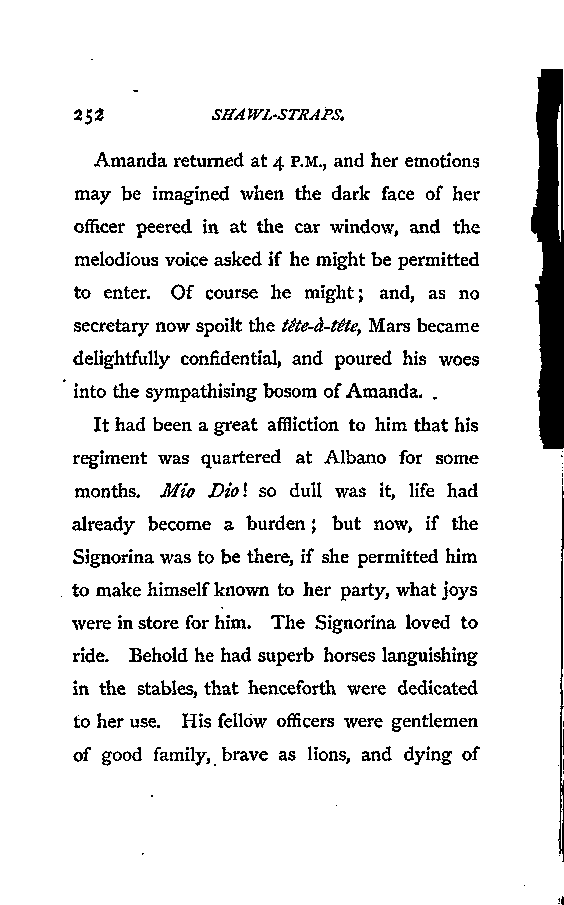 252 SHAWL-STRAPS.
Amanda returned at 4 P.M., and her emotions
may be imagined when the dark face of her
officer peered in at the car window, and the
melodious voice asked if he might be permitted
to enter. Of course he might; and, as no
secretary now spoilt the tête-à-tête, Mars became
delightfully confidential, and poured his woes
into the sympathising bosom of Amanda.
It had been a great affliction to him that his
regiment was quartered at Albano for some
months. Mio Dio! so dull was it, life had
already become a burden; but now, if the
Signorina was to be there, if she permitted him
to make himself known to her party, what joys
were in store for him. The Signorina loved to
ride. Behold he had superb horses languishing
in the stables, that henceforth were dedicated
to her use. His fellow officers were gentlemen
of good family, brave as lions, and dying of